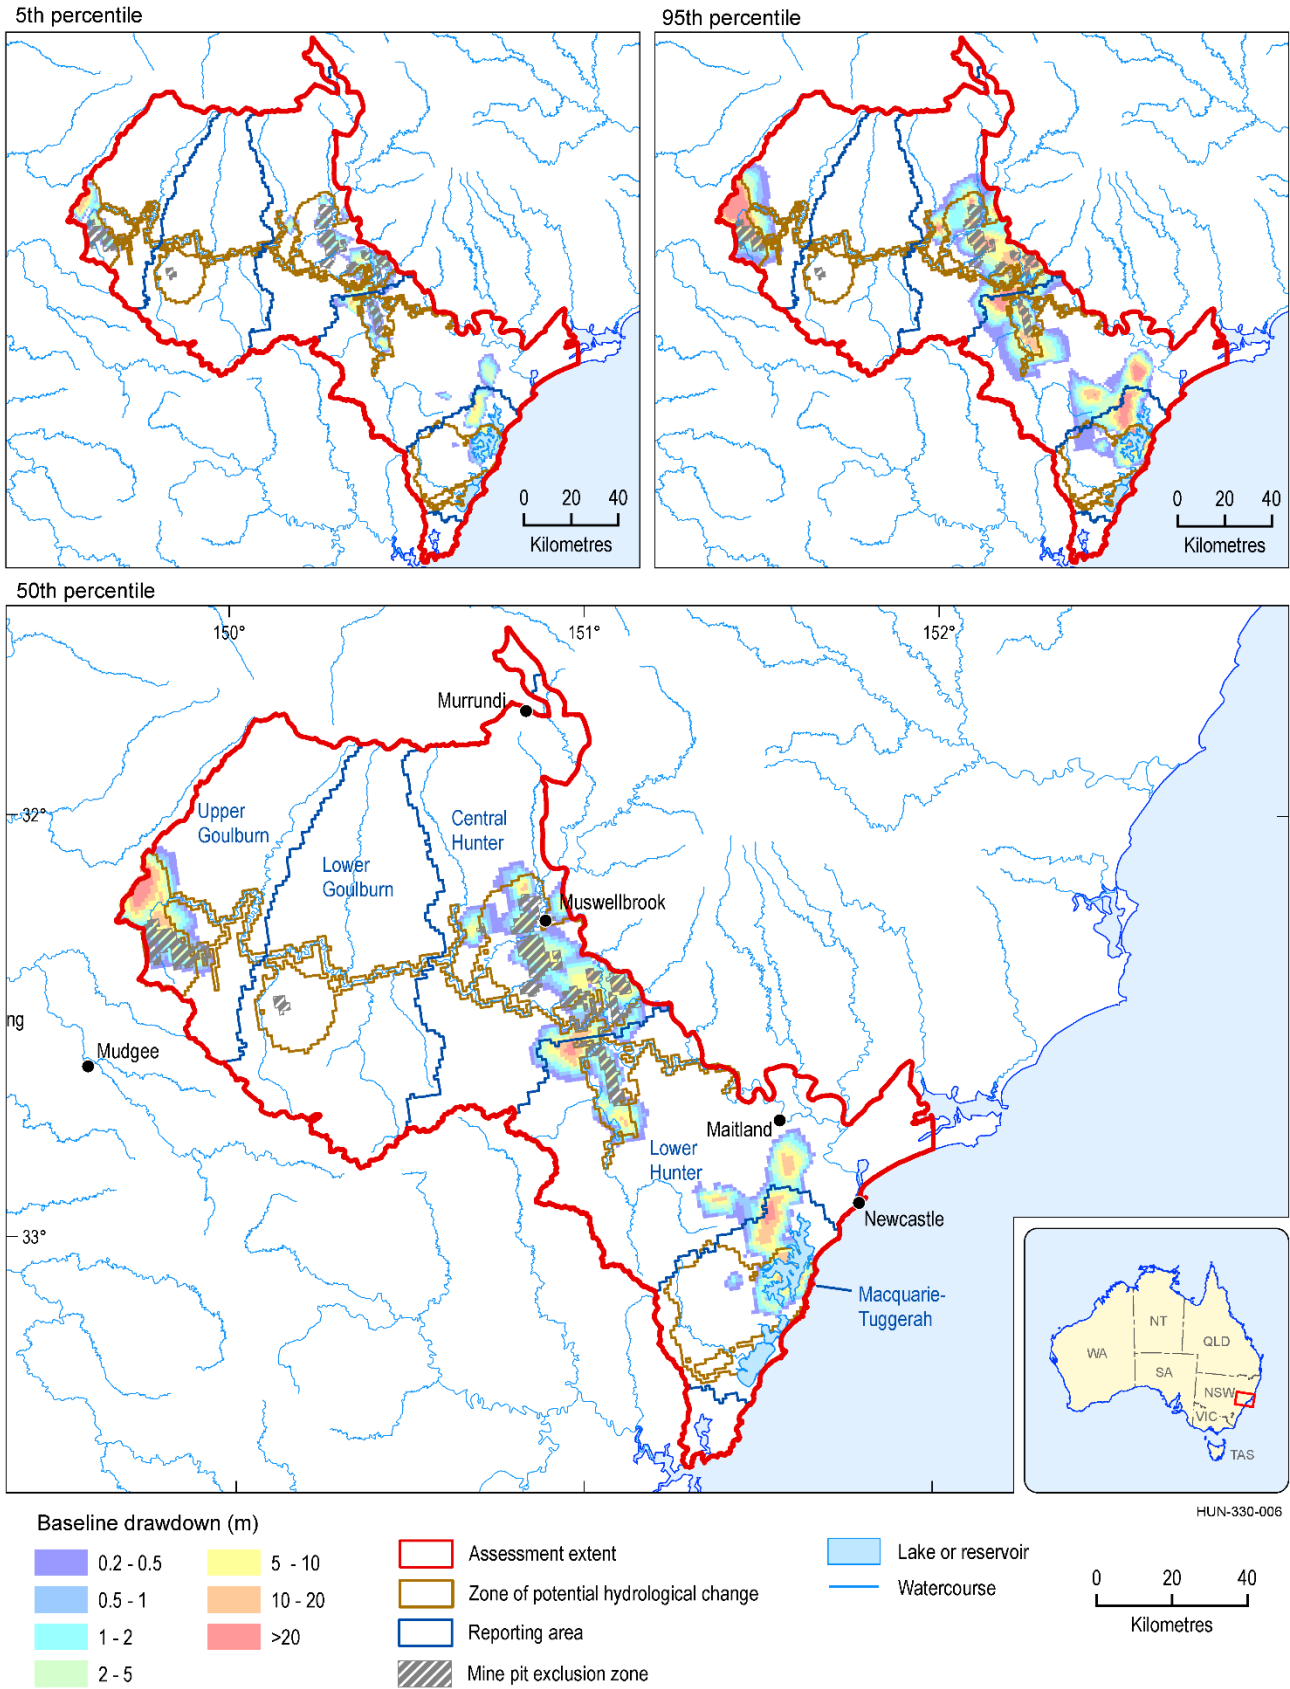 5th percentile
95th percentile
0 20 40
Kilometres
0 20 40
Kilometres
50th percentile
150°
151°
152°
Murrundi
32°
Upper
Goulburn
Central
Hunter
Lower
Goulburn
Muswellbrook
ng
Mudgee
Maitland
Lower
Hunter
Newcastle
33°
Macquarie-
Tuggerah
NT
QLD
WA
SA
NSW
VIC
TAS
HUN-330-006
Baseline drawdown (m)
0.2 - 0.5
0.5 - 1
1 - 2
2 - 5
5 - 10
10 - 20
>20
Assessment extent
Zone of potential hydrological change
Reporting area
Mine pit exclusion zone
Lake or reservoir
Watercourse
0 20 40
Kilometres